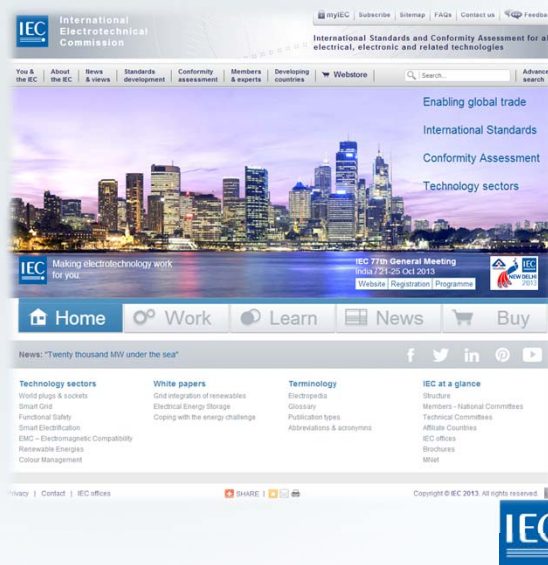 IEC
International
Electrotechnical
Commission
myIEC | Subscribe | Sitemap | FAQs | Contact us | Feedba
International Standards and Conformity Assessment for al
electrical, electronic and related technologies
You & the IEC | About the IEC | News & views | Standards development | Conformity assessment | Members & experts | Developing countries | Webstore | Search... | Advance search
Enabling global trade
International Standards
Conformity Assessment
Technology sectors
IEC
Making electrotechnology work
for you.
IEC 77th General Meeting
India / 21-25 Oct 2013
Website | Registration | Programme
IEC
NEW DELHI
2013
Home
Work
Learn
News
Buy
News: "Twenty thousand MW under the sea"
Technology sectors
World plugs & sockets
Smart Grid
Functional Safety
Smart Electrification
EMC – Electromagnetic Compatibility
Renewable Energies
Colour Management
White papers
Grid integration of renewables
Electrical Energy Storage
Coping with the energy challenge
Terminology
Electropedia
Glossary
Publication types
Abbreviations & acronyms
IEC at a glance
Structure
Members - National Committees
Technical Committees
Affiliate Countries
IEC offices
Brochures
MNet
rivacy | Contact | IEC offices
SHARE
Copyright © IEC 2013. All rights reserved.
IEC